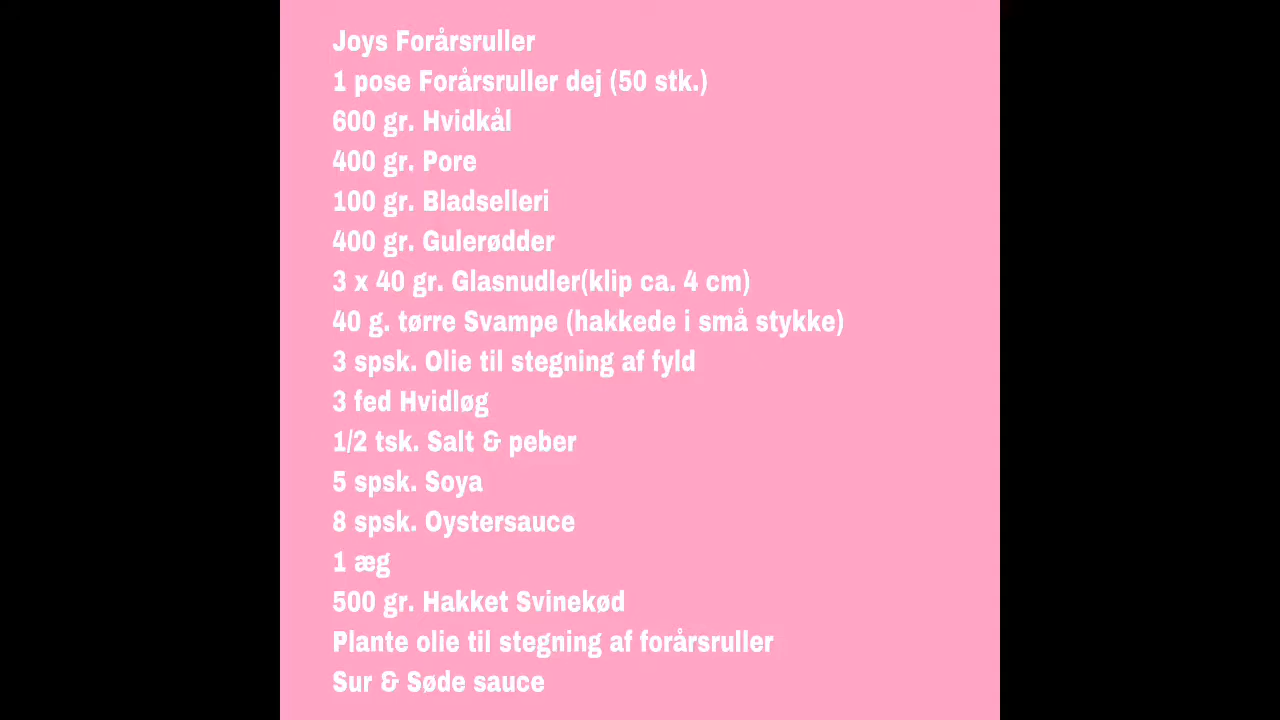 Joys Forårsruller
1 pose Forårsruller dej (50 stk.)
600 gr. Hvidkål
400 gr. Pore
100 gr. Bladselleri
400 gr. Gulerødder
3 x 40 gr. Glasnudler(klip ca. 4 cm)
40 g. tørre Svampe (hakkede i små stykke)
3 spsk. Olie til stegning af fyld
3 fed Hvidløg
1/2 tsk. Salt & peber
5 spsk. Soya
8 spsk. Oystersauce
1 æg
500 gr. Hakket Svinekød
Plante olie til stegning af forårsruller
Sur & Søde sauce